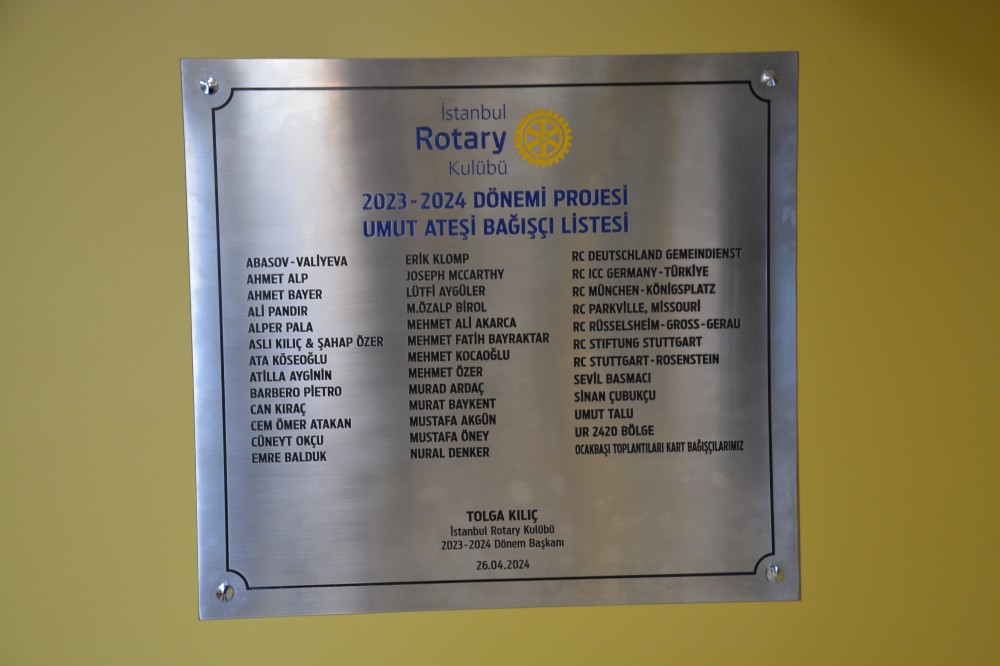 İstanbul
Rotary
Kulübü
2023-2024 DÖNEMİ PROJESİ
UMUT ATEŞİ BAĞIŞÇI LİSTESİ
ABASOV-VALİYEVA
AHMET ALP
AHMET BAYER
ALİ PANDIR
ALPER PALA
ASLI KILIÇ & ŞAHAP ÖZER
ATA KÖSEOĞLU
ATİLLA AYGİNİN
BARBERO PİETRO
CAN KIRAÇ
CEM ÖMER ATAKAN
CÜNEYT OKÇU
EMRE BALDUK
ERİK KLOMP
JOSEPH MCCARTHY
LÜTFİ AYGÜLER
M.ÖZALP BİROL
MEHMET ALİ AKARCA
MEHMET FATİH BAYRAKTAR
MEHMET KOCAOĞLU
MEHMET ÖZER
MURAD ARDAÇ
MURAT BAYKENT
MUSTAFA AKGÜN
MUSTAFA ÖNEY
NURAL DENKER
RC DEUTSCHLAND GEMEINDIENST
RC ICC GERMANY-TÜRKİYE
RC MÜNCHEN-KÖNİGSPLATZ
RC PARKVILLE, MISSOURİ
RC RÜSSELSHEİM-GROSS-GERAU
RC STIFTUNG STUTTGART
RC STUTTGART-ROSENSTEIN
SEVİL BASMACI
SİNAN ÇUBUKÇU
UMUT TALU
UR 2420 BÖLGE
OCAKBAŞI TOPLANTILARI KART BAĞIŞÇILARIMIZ
TOLGA KILIÇ
İstanbul Rotary Kulübü
2023-2024 Dönem Başkanı
26.04.2024